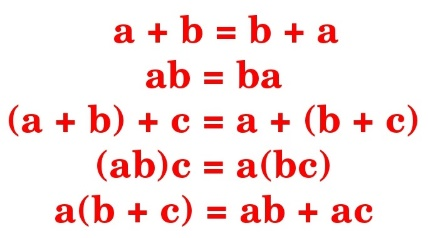 a + b = b + a
ab = ba
(a + b) + c = a + (b + c)
(ab)c = a(bc)
a(b + c) = ab + ac